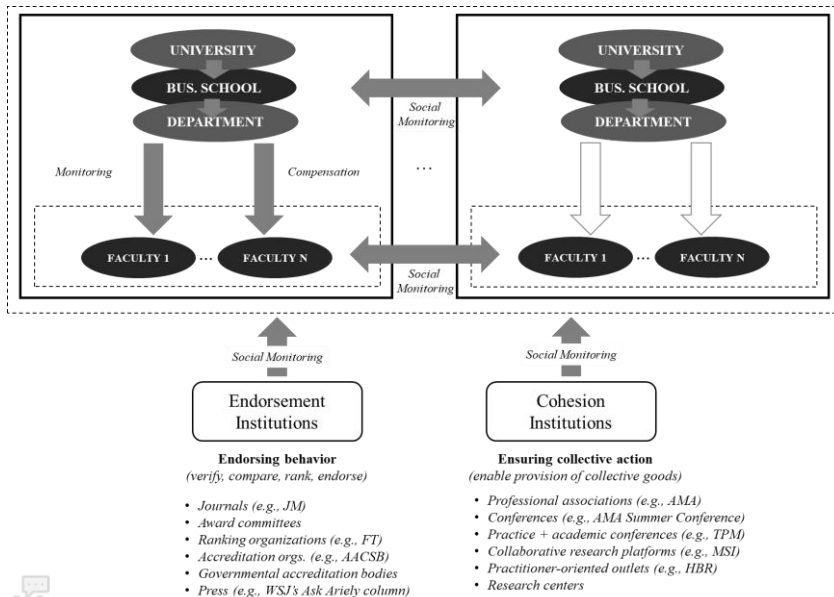 UNIVERSITY
BUS. SCHOOL
DEPARTMENT
Monitoring
Compensation
FACULTY 1
...
FACULTY N
Social
Monitoring
...
Social
Monitoring
UNIVERSITY
BUS. SCHOOL
DEPARTMENT
FACULTY 1
...
FACULTY N
Social Monitoring
Endorsement
Institutions
Endorsing behavior
(verify, compare, rank, endorse)
• Journals (e.g., JM)
• Award committees
• Ranking organizations (e.g., FT)
• Accreditation orgs. (e.g., AACSB)
• Governmental accreditation bodies
• Press (e.g., WSJ's Ask Ariely column)
Social Monitoring
Cohesion
Institutions
Ensuring collective action
(enable provision of collective goods)
• Professional associations (e.g., AMA)
• Conferences (e.g., AMA Summer Conference)
• Practice + academic conferences (e.g., TPM)
• Collaborative research platforms (e.g., MSI)
• Practitioner-oriented outlets (e.g., HBR)
• Research centers